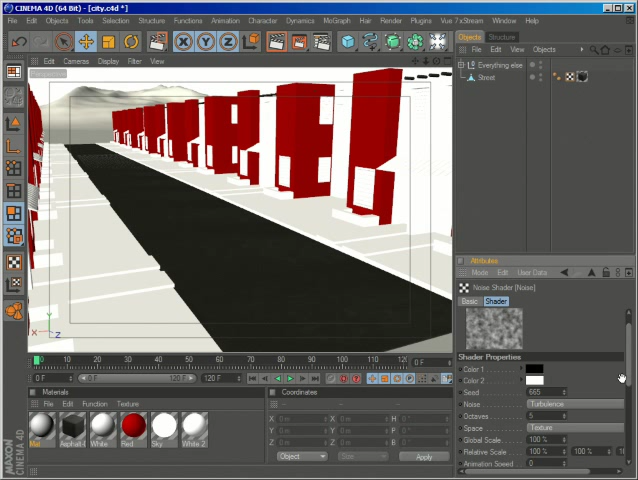 CINEMA 4D (64 Bit) - [city.c4d *]
File Edit Objects Tools Selection Structure Functions Animation Character Dynamics MoGraph Hair Render Plugins Vue 7xStream Window Help
Edit Cameras Display Filter View
Perspective
Y
X Z
0 10 20 30 40 50 60 70 80 90 100 110 12 0 F
0 F 0 F 120 F 120 F
Materials
File Edit Function Texture
Mat Asphalt White Red Sky White 2
Coordinates
X 0 m X 0 m H 0 °
Y 0 m Y 0 m P 0 °
Z 0 m Z 0 m B 0 °
Object Size Apply
MAXON
CINEMA 4D
Objects Structure
File Edit View Objects
Everything else
Street
Attributes
Mode Edit User Data
Noise Shader [Noise]
Basic Shader
Shader Properties
Color 1
Color 2
Seed 665
Noise Turbulence
Octaves 5
Space Texture
Global Scale 100 %
Relative Scale 100 % 100 %
Animation Speed 0